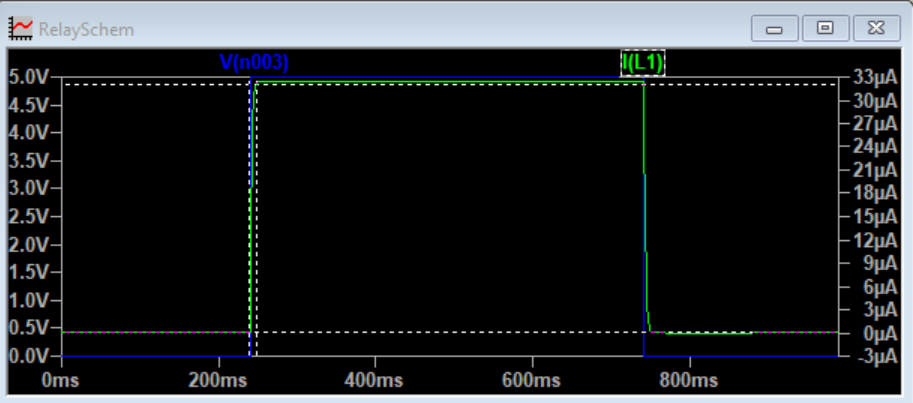 RelaySchem
V(n003) I(L1)
5.0V 33µA
4.5V 30µA
4.0V 27µA
3.5V 24µA
3.0V 21µA
2.5V 18µA
2.0V 15µA
1.5V 12µA
1.0V 9µA
0.5V 6µA
0.0V 3µA
0µA
-3µA
0ms 200ms 400ms 600ms 800ms